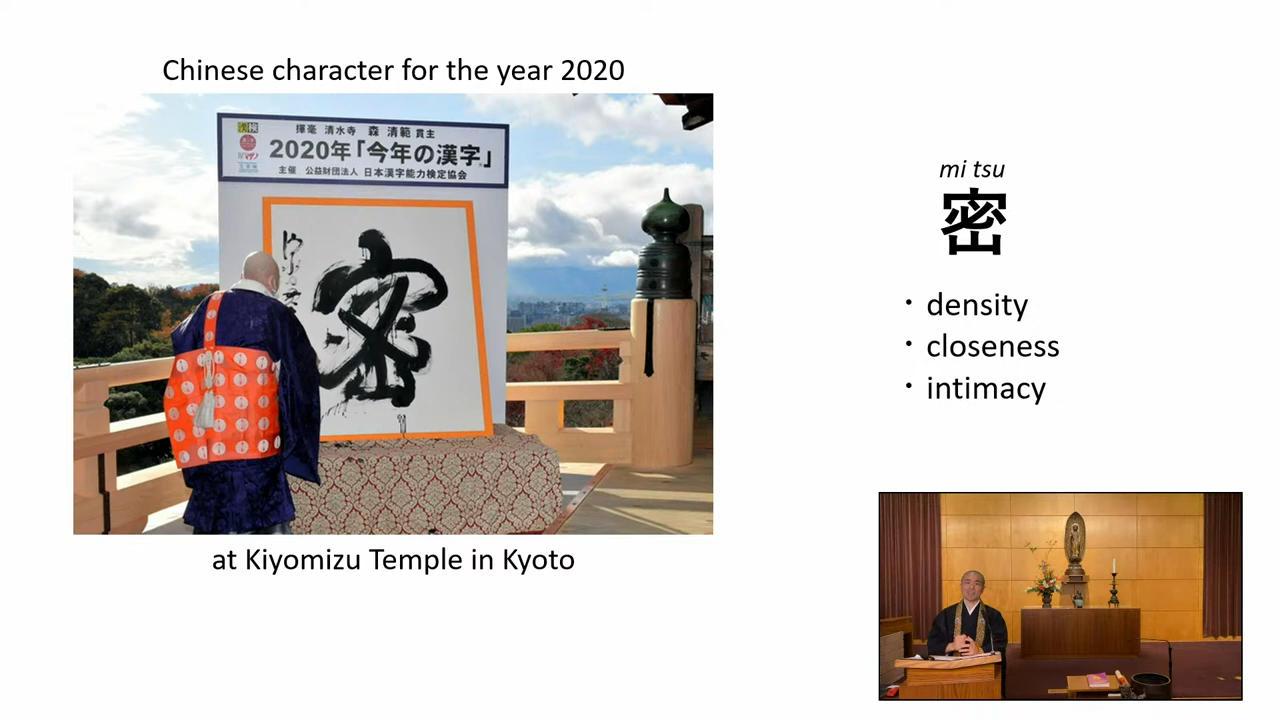 Chinese character for the year 2020
揮毫 清水寺 森 清範 貫主
2020年「今年の漢字」
主催 公益財団法人 日本漢字能力検定協会
密
at Kiyomizu Temple in Kyoto
mi tsu
密
・ density
・ closeness
・ intimacy